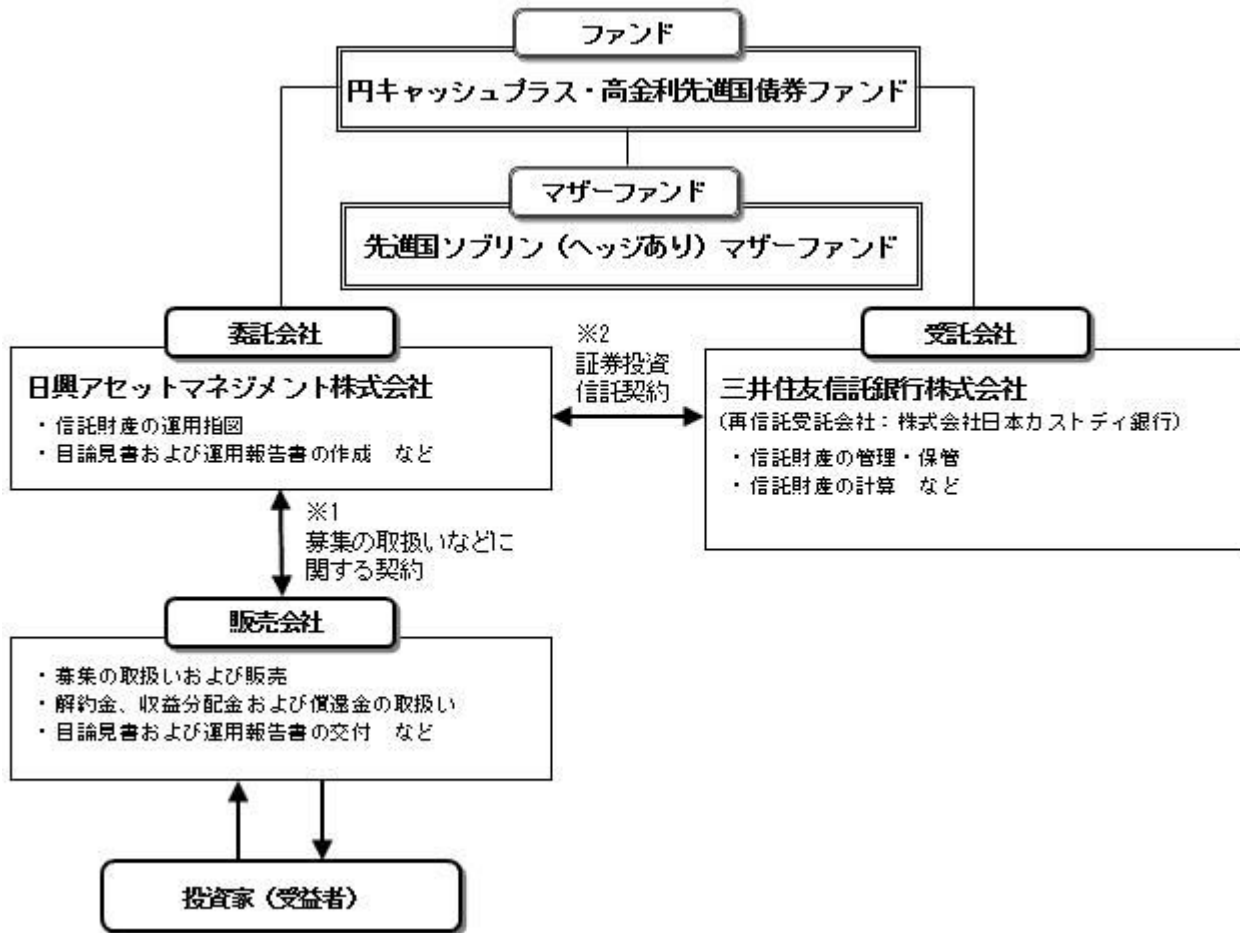 ファンド
円キャッシュプラス・高金利先進国債券ファンド
マザーファンド
先進国ソブリン（ヘッジあり）マザーファンド
委託会社
日興アセットマネジメント株式会社
・信託財産の運用指図
・目論見書および運用報告書の作成　など
※2
証券投資
信託契約
受託会社
三井住友信託銀行株式会社
(再信託受託会社：株式会社日本カストディ銀行)
・信託財産の管理・保管
・信託財産の計算　など
※1
募集の取扱いなどに
関する契約
販売会社
・募集の取扱いおよび販売
・解約金、収益分配金および償還金の取扱い
・目論見書および運用報告書の交付　など
投資家（受益者）